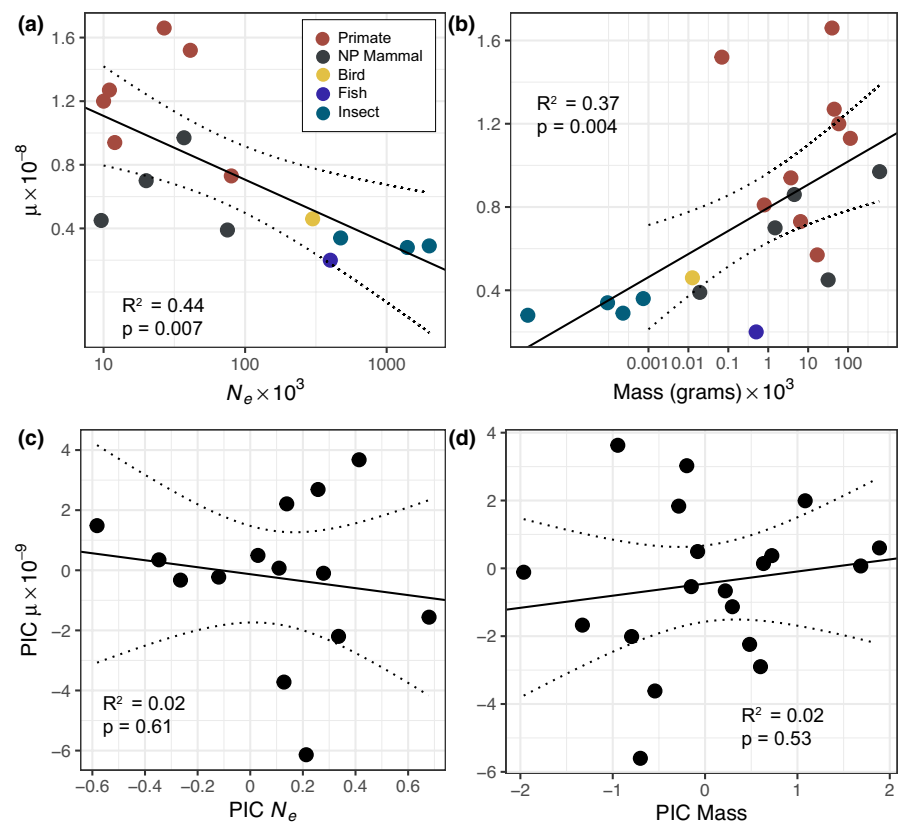 (a)
1.6
1.2
0.8
0.4
μ × 10⁻⁸
Primate
NP Mammal
Bird
Fish
Insect
R² = 0.44
p = 0.007
10
100
1000
Nₑ × 10³
(b)
1.6
1.2
0.8
0.4
R² = 0.37
p = 0.004
0.001
0.01
0.1
1
10
100
Mass (grams) × 10³
(c)
4
2
0
−2
−4
−6
PIC μ × 10⁻⁹
R² = 0.02
p = 0.61
−0.6
−0.4
−0.2
0
0.2
0.4
0.6
PIC Nₑ
(d)
4
2
0
−2
−4
−6
R² = 0.02
p = 0.53
−2
−1
0
1
2
PIC Mass